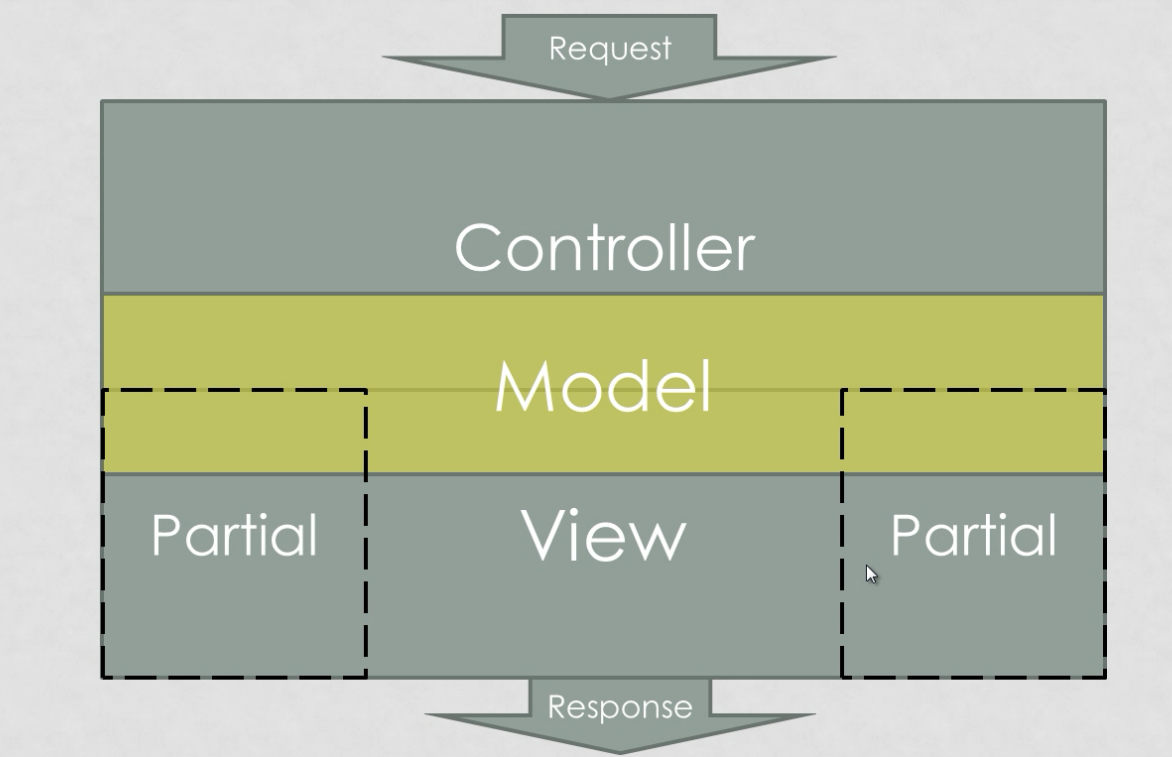 Request
Controller
Model
Partial View Partial
Response